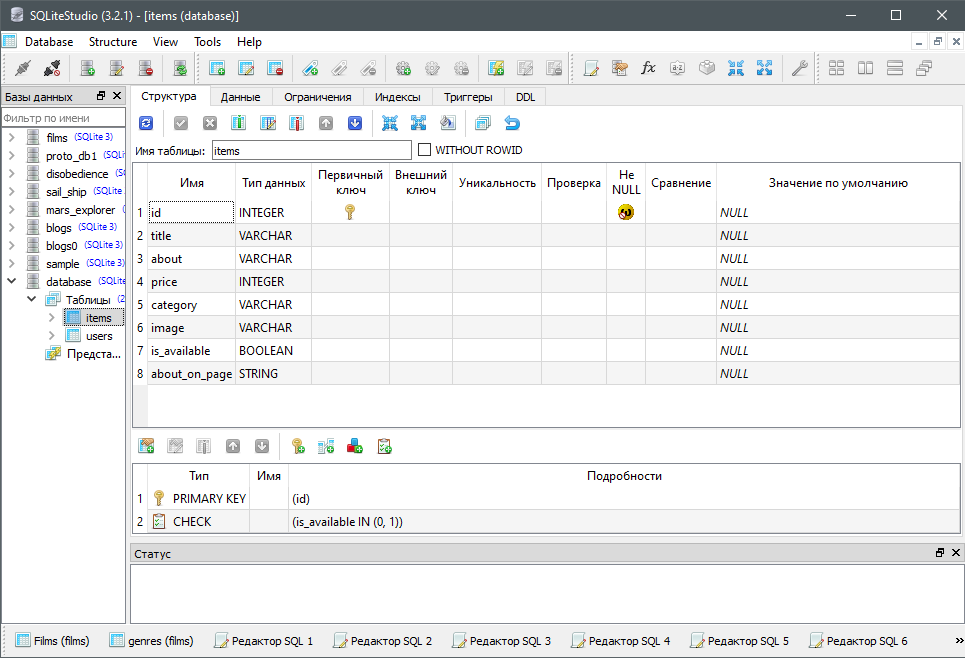 SQLiteStudio (3.2.1) - [items (database)]
Database Structure View Tools Help
Базы данных
Фильтр по имени
films (SQLite 3)
proto_db1 (SQLi
disobedience (SC
sail_ship (SQLite
mars_explorer (
blogs (SQLite 3)
blogs0 (SQLite 3)
sample (SQLite 3)
database (SQLite
Таблицы (2
items
users
Предста...
Структура Данные Ограничения Индексы Триггеры DDL
Имя таблицы: items WITHOUT ROWID
Имя Тип данных Первичный ключ Внешний ключ Уникальность Проверка Не NULL Сравнение Значение по умолчанию
1 id INTEGER NULL
2 title VARCHAR NULL
3 about VARCHAR NULL
4 price INTEGER NULL
5 category VARCHAR NULL
6 image VARCHAR NULL
7 is_available BOOLEAN NULL
8 about_on_page STRING NULL
Тип Имя Подробности
1 PRIMARY KEY (id)
2 CHECK (is_available IN (0, 1))
Статус
Films (films) genres (films) Редактор SQL 1 Редактор SQL 2 Редактор SQL 3 Редактор SQL 4 Редактор SQL 5 Редактор SQL 6 »